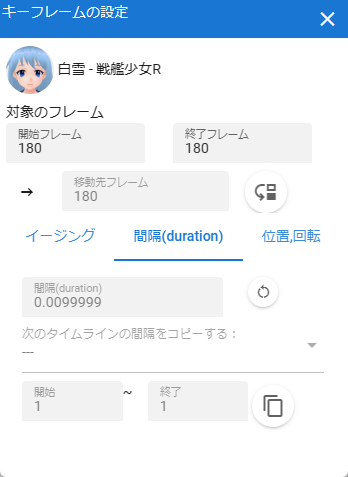 キーフレームの設定
白雪 - 戦艦少女R
対象のフレーム
開始フレーム
180
終了フレーム
180
移動先フレーム
180
イージング
間隔(duration)
位置,回転
間隔(duration)
0.0099999
次のタイムラインの間隔をコピーする：
---
開始
1
~
終了
1